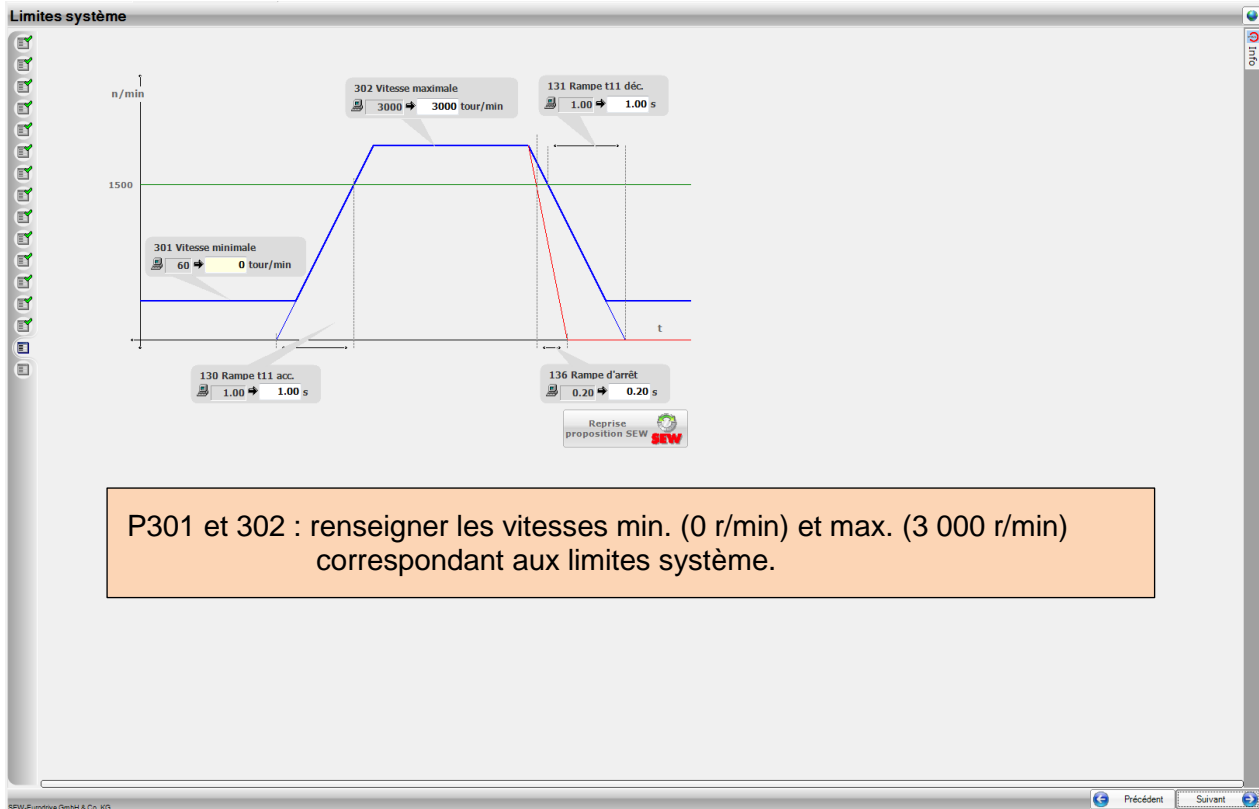 Limites système
Info
n/min
302 Vitesse maximale
3000 3000 tour/min
131 Rampe t11 déc.
1.00 1.00 s
1500
301 Vitesse minimale
60 0 tour/min
t
130 Rampe t11 acc.
1.00 1.00 s
136 Rampe d'arrêt
0.20 0.20 s
Reprise
proposition SEW
SEW
P301 et 302 : renseigner les vitesses min. (0 r/min) et max. (3 000 r/min)
correspondant aux limites système.
Précédent Suivant
SEW-Eurodrive GmbH & Co. KG